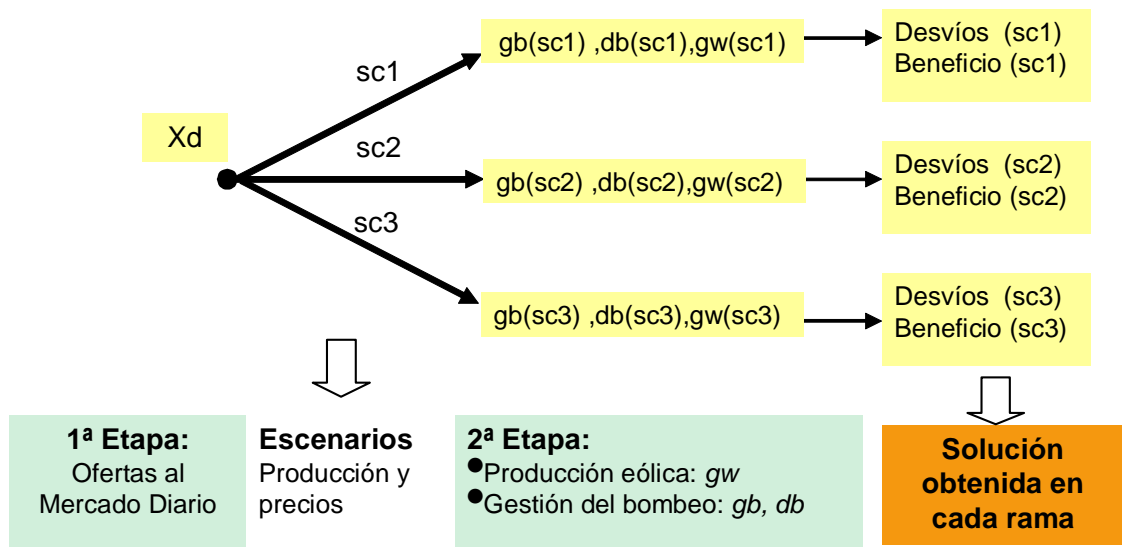 Xd
sc1
sc2
sc3
gb(sc1) ,db(sc1),gw(sc1)
Desvíos (sc1)
Beneficio (sc1)
gb(sc2) ,db(sc2),gw(sc2)
Desvíos (sc2)
Beneficio (sc2)
gb(sc3) ,db(sc3),gw(sc3)
Desvíos (sc3)
Beneficio (sc3)
1ª Etapa:
Ofertas al
Mercado Diario
Escenarios
Producción y
precios
2ª Etapa:
●Producción eólica: gw
●Gestión del bombeo: gb, db
Solución
obtenida en
cada rama